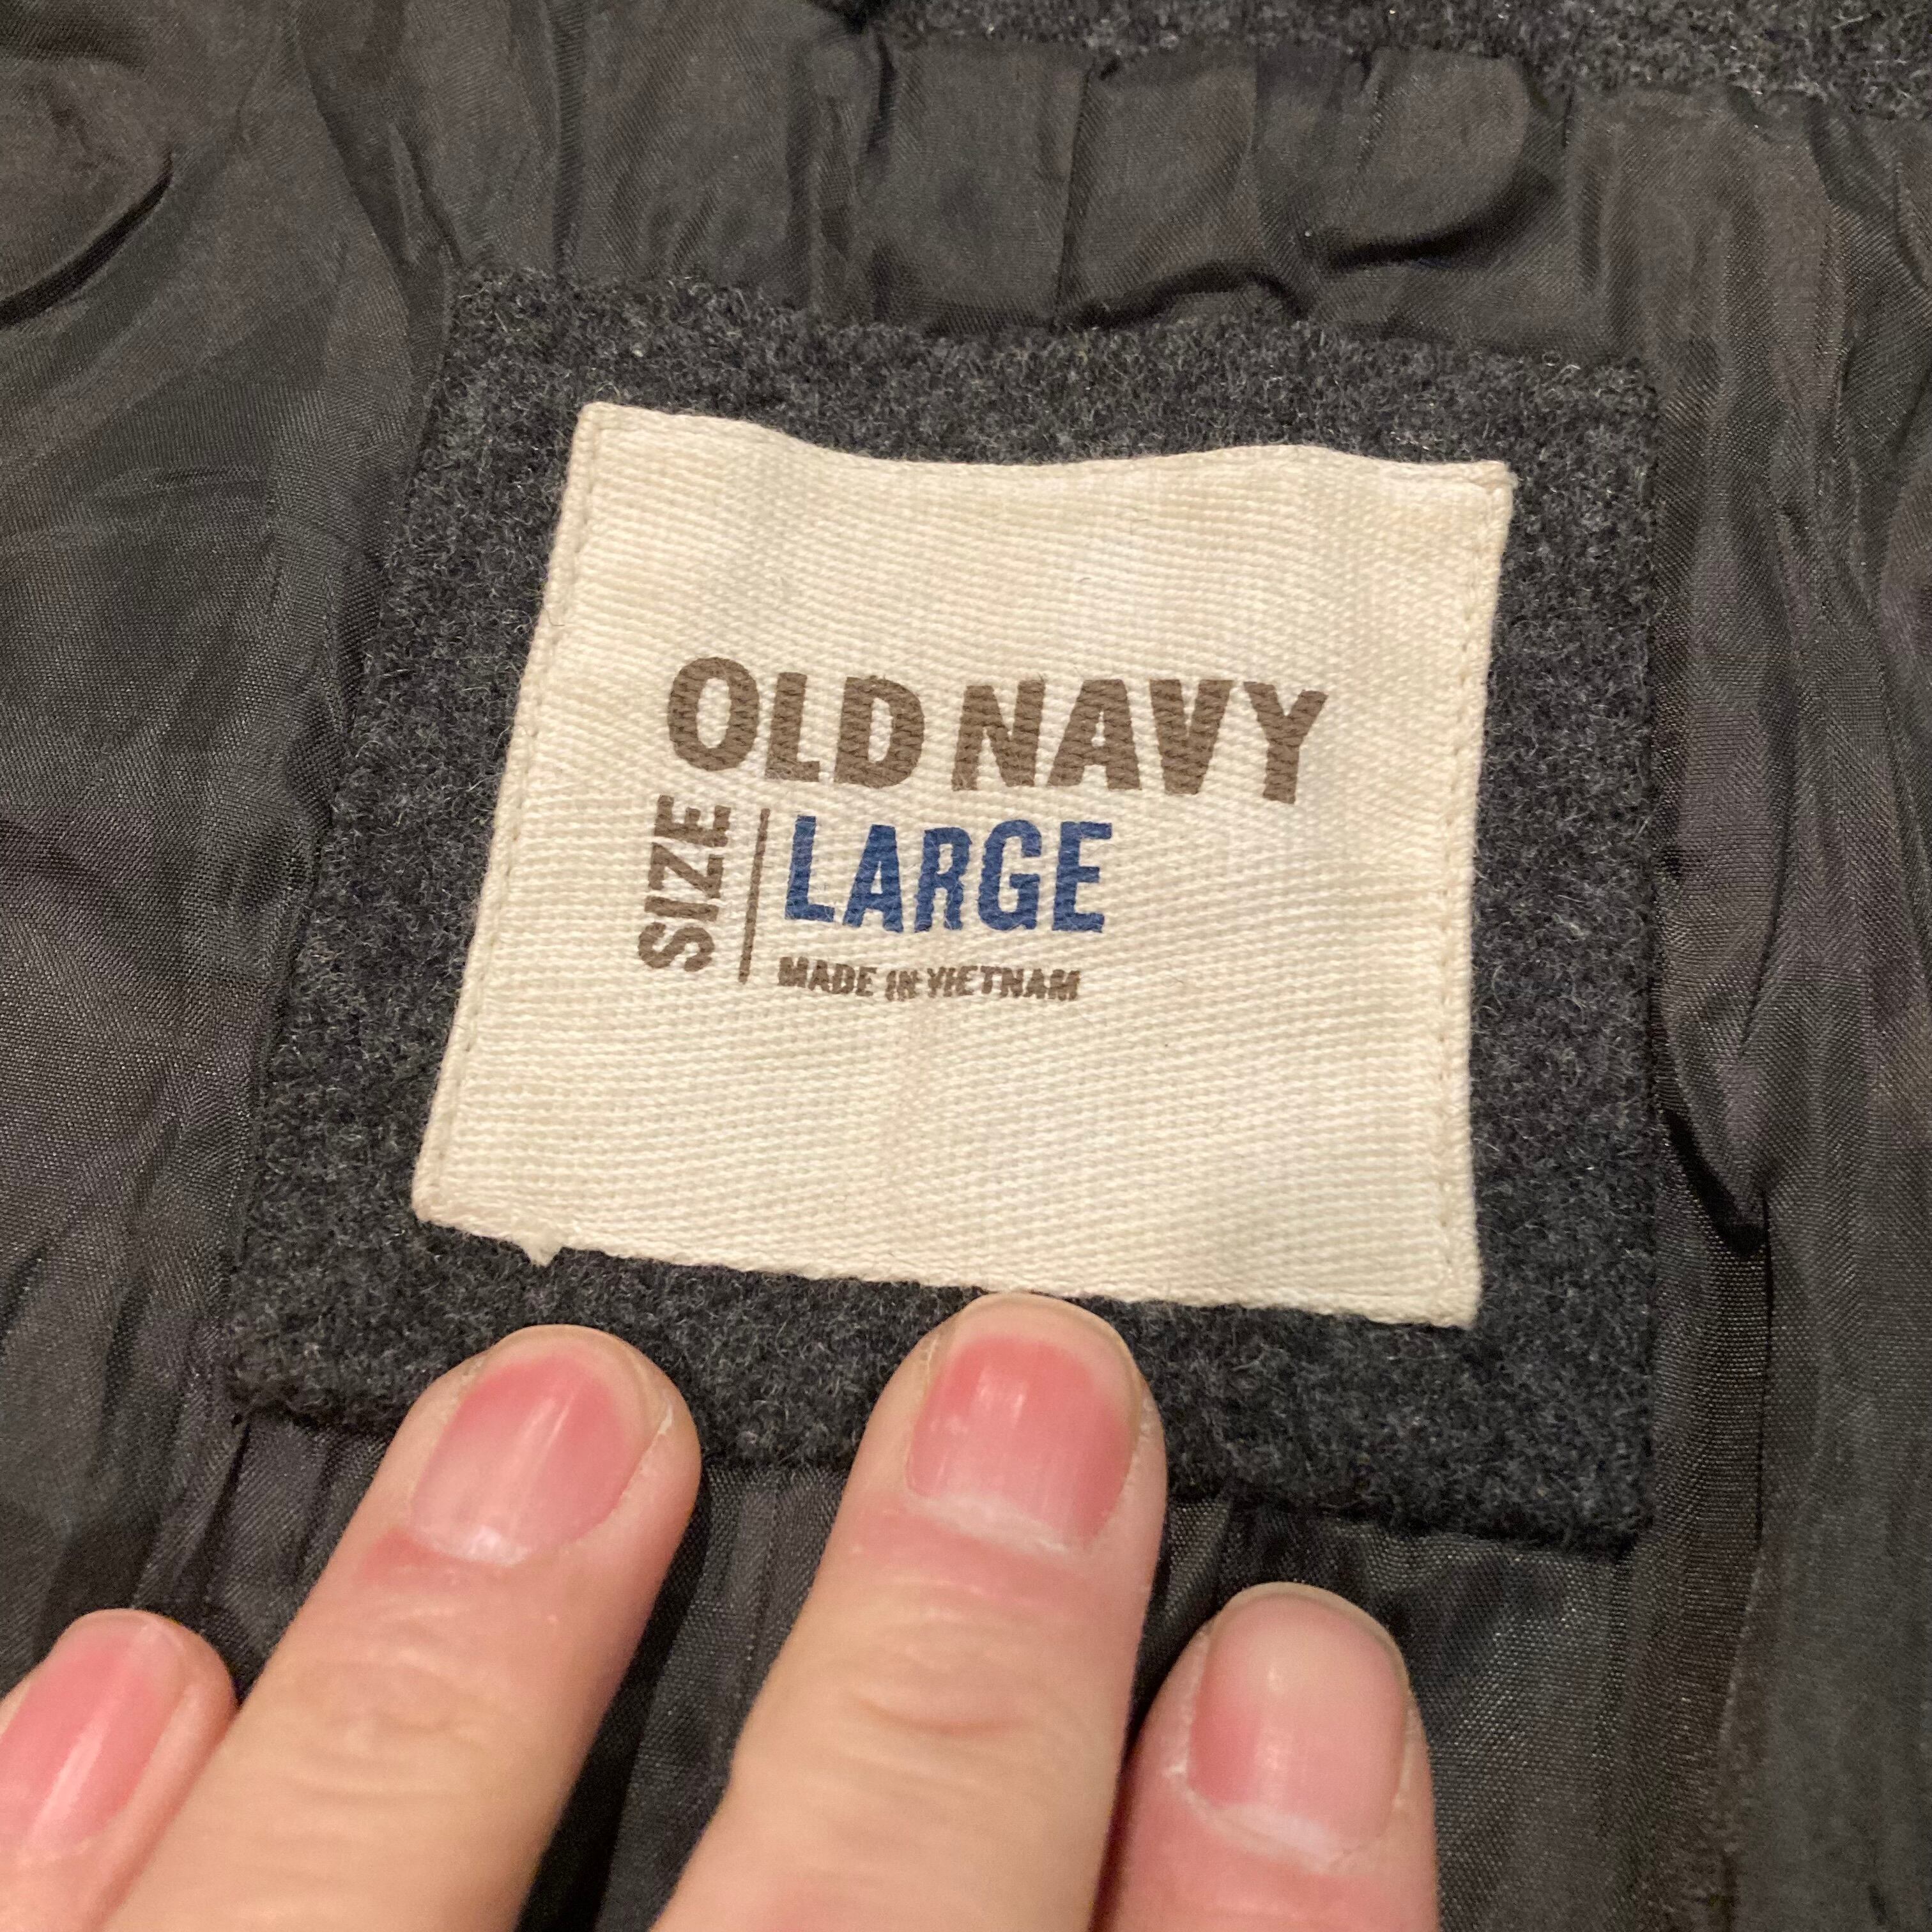 OLD NAVY
SIZE
LARGE
MADE IN VIETNAM